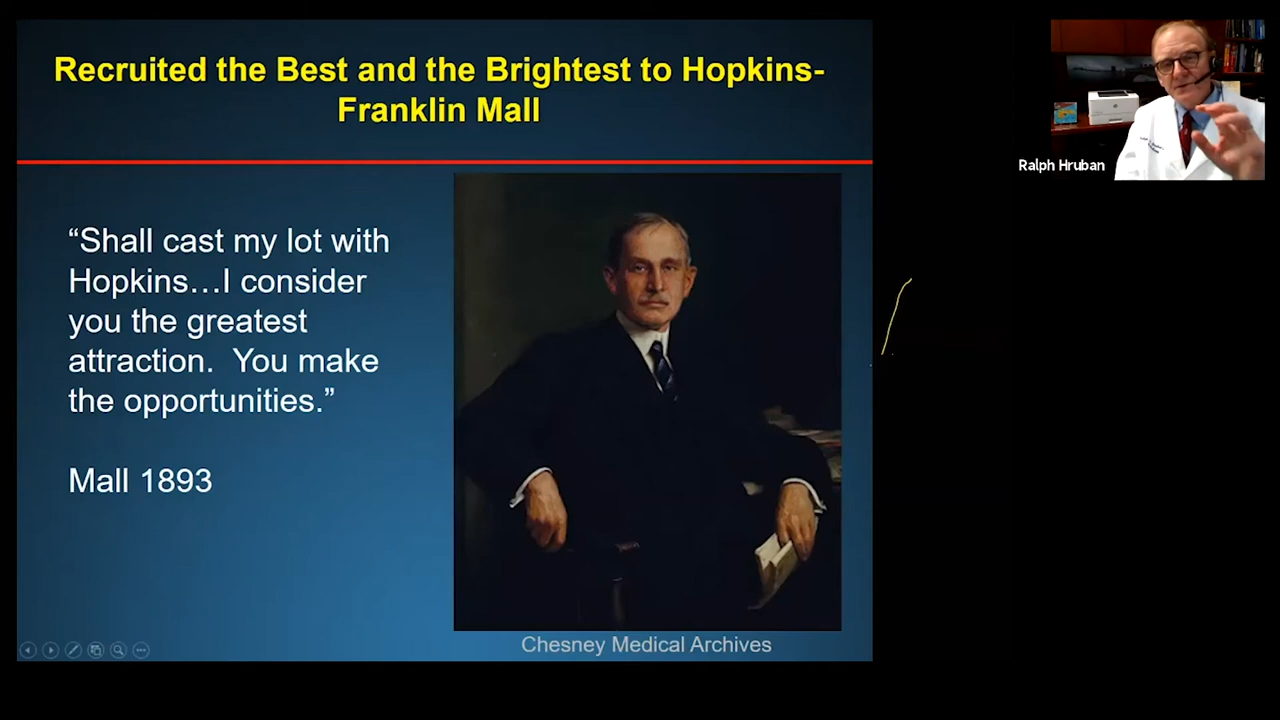 Recruited the Best and the Brightest to Hopkins-
Franklin Mall
“Shall cast my lot with
Hopkins…I consider
you the greatest
attraction.  You make
the opportunities.”
Mall 1893
Chesney Medical Archives
Ralph Hruban